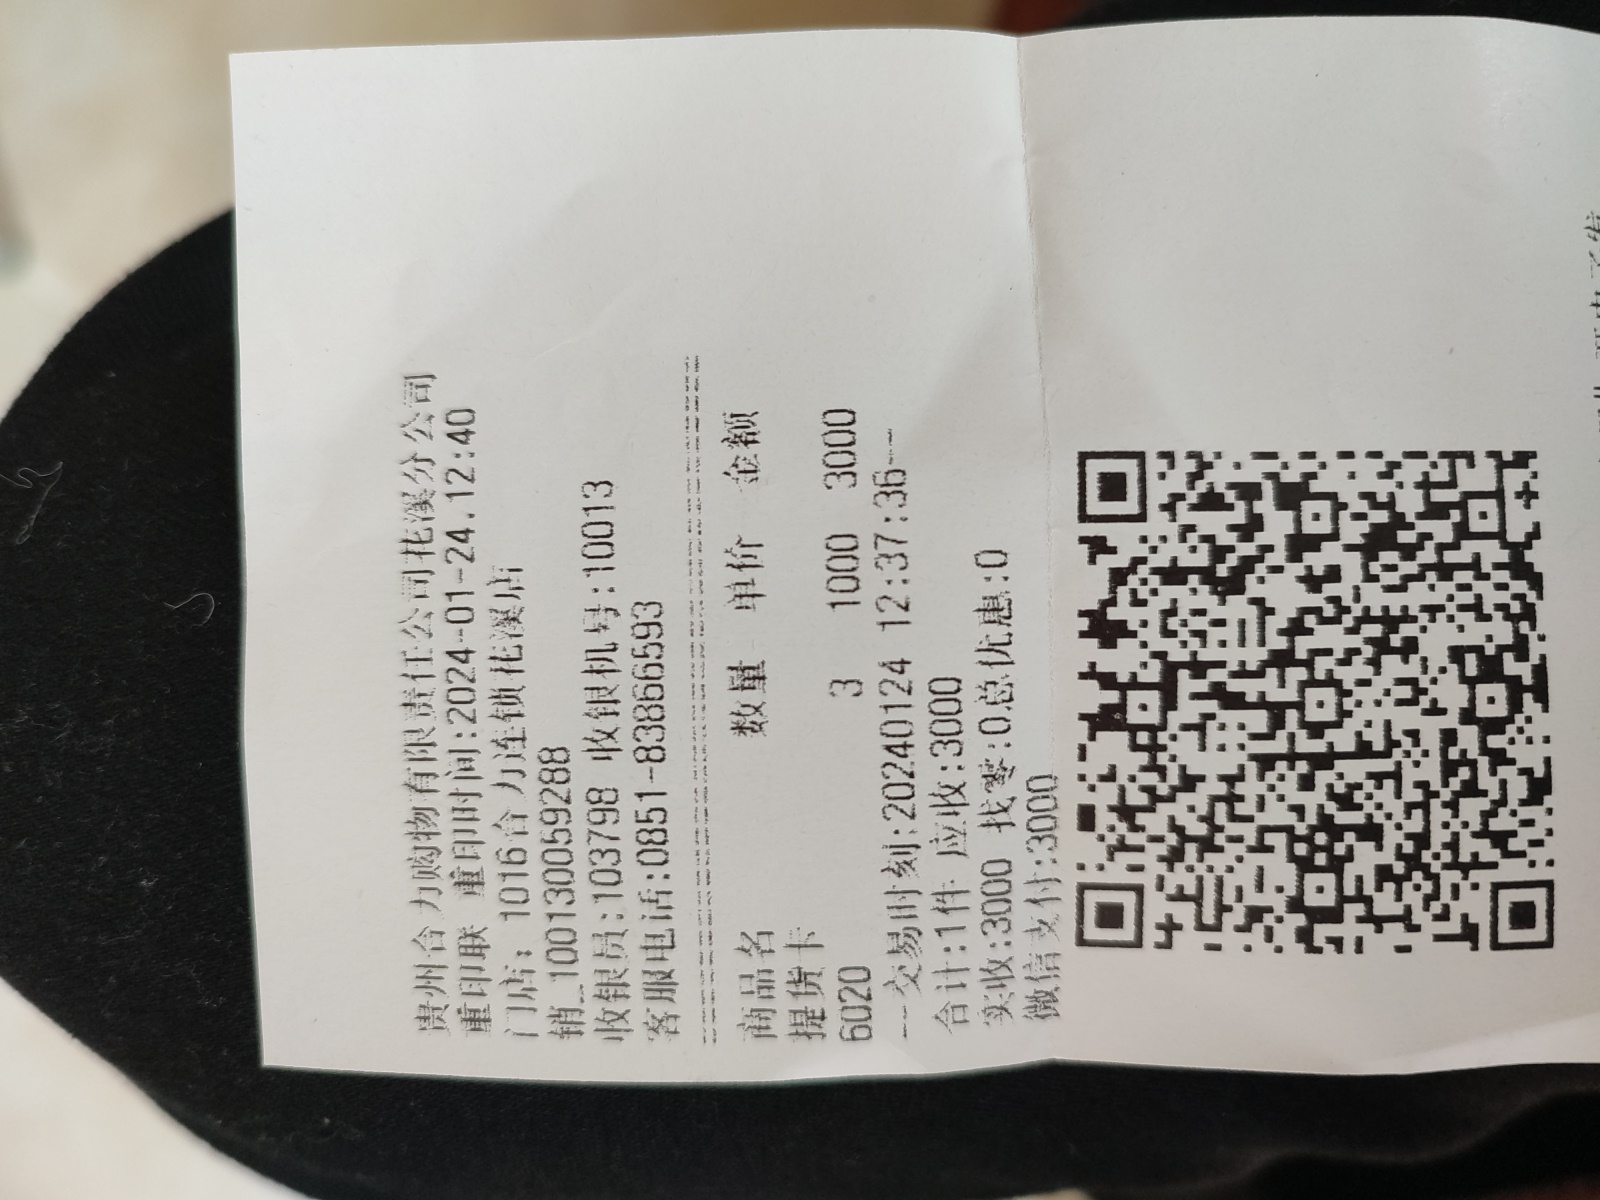 贵州合力购物有限责任公司花溪分公司
重印联 重印时间:2024-01-24.12:40
门店: 1016合力连锁花溪店
销_100130059288
收银员:103798 收银机号:10013
客服电话:0851-83866593
商品名 数量 单价 金额
提货卡
6020 3 1000 3000
---交易时刻:20240124 12:37:36---
合计:1件 应收:3000
实收:3000 找零:0总优惠:0
微信支付:3000